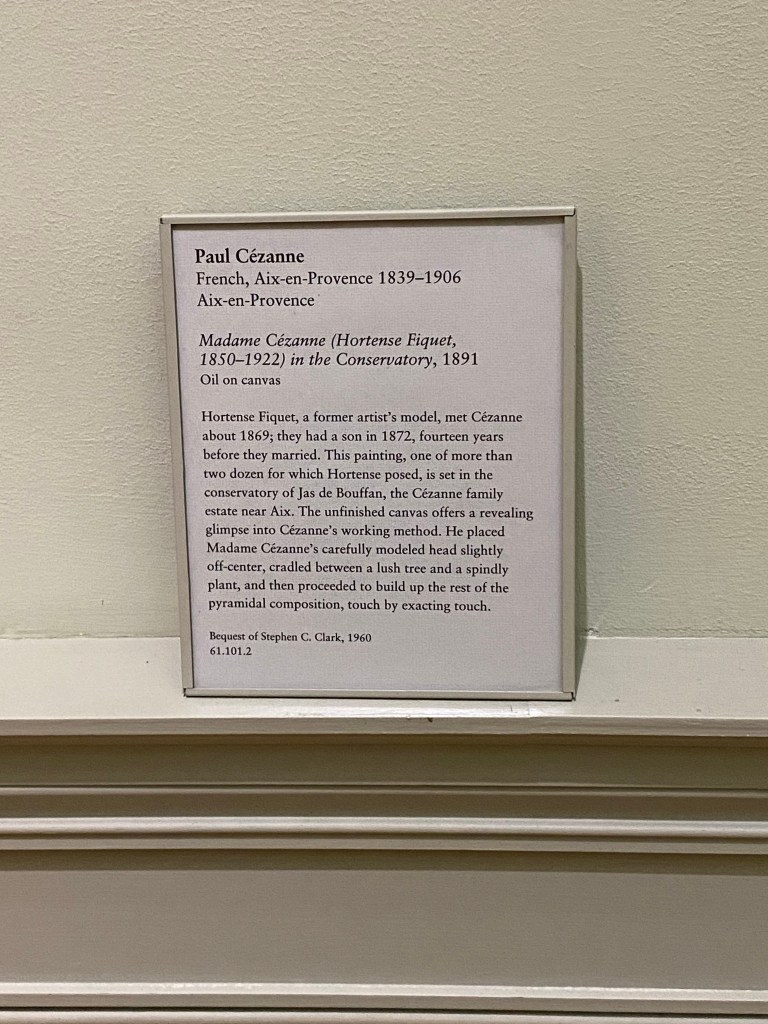 Paul Cézanne
French, Aix-en-Provence 1839–1906
Aix-en-Provence
Madame Cézanne (Hortense Fiquet,
1850–1922) in the Conservatory, 1891
Oil on canvas
Hortense Fiquet, a former artist's model, met Cézanne
about 1869; they had a son in 1872, fourteen years
before they married. This painting, one of more than
two dozen for which Hortense posed, is set in the
conservatory of Jas de Bouffan, the Cézanne family
estate near Aix. The unfinished canvas offers a revealing
glimpse into Cézanne's working method. He placed
Madame Cézanne's carefully modeled head slightly
off-center, cradled between a lush tree and a spindly
plant, and then proceeded to build up the rest of the
pyramidal composition, touch by exacting touch.
Bequest of Stephen C. Clark, 1960
61.101.2